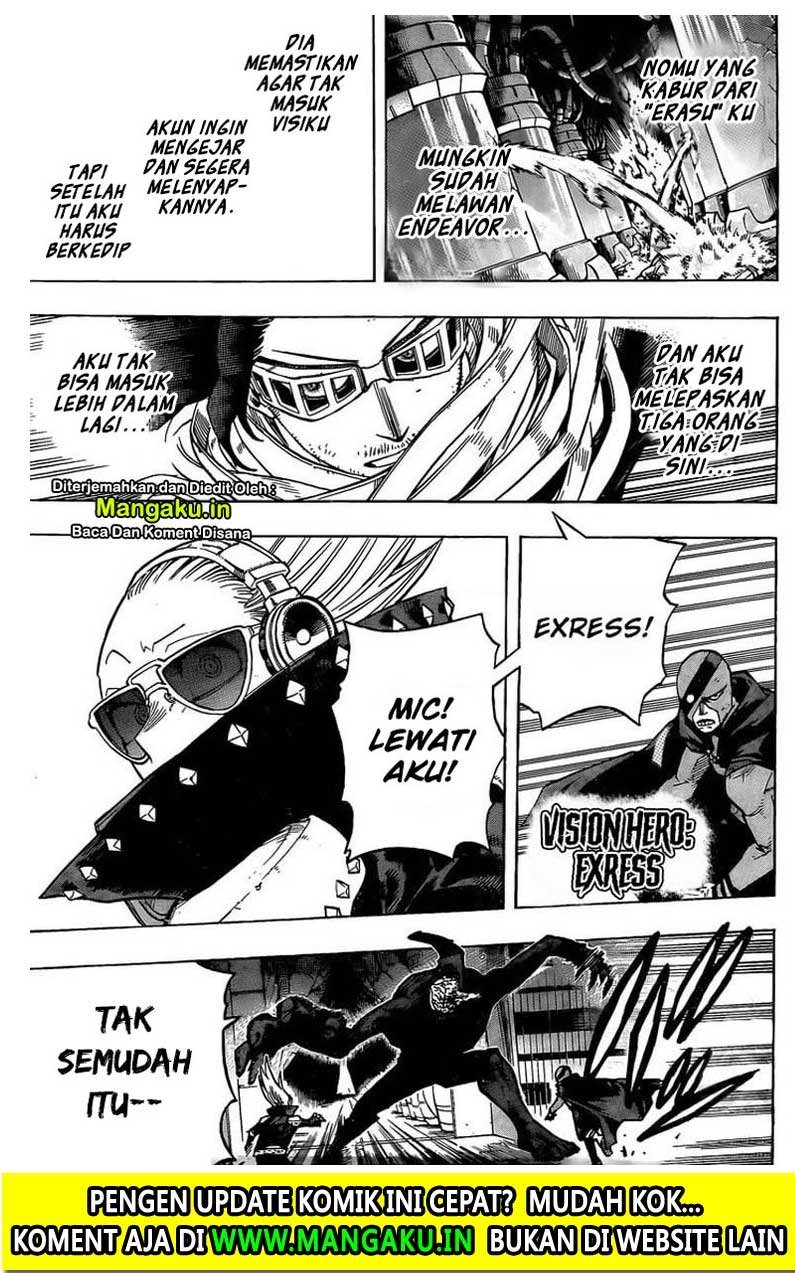 NOMU YANG
KABUR DARI
"ERASU" KU
MUNGKIN
SUDAH
MELAWAN
ENDEAVOR...
DIA
MEMASTIKAN
AGAR TAK
MASUK
VISIKU
AKUN INGIN
MENGEJAR
DAN SEGERA
MELENYAP-
KANNYA.
TAPI
SETELAH
ITU AKU
HARUS
BERKEDIP
DAN AKU
TAK BISA
MELEPASKAN
TIGA ORANG
YANG DI
SINI...
AKU TAK
BISA MASUK
LEBIH DALAM
LAGI...
Diterjemahkan dan Diedit Oleh :
Mangaku.in
Baca Dan Koment Disana
EXRESS!
VISION HERO:
EXRESS
MIC!
LEWATI
AKU!
TAK
SEMUDAH
ITU--
PENGEN UPDATE KOMIK INI CEPAT? MUDAH KOK...
KOMENT AJA DI WWW.MANGAKU.IN BUKAN DI WEBSITE LAIN